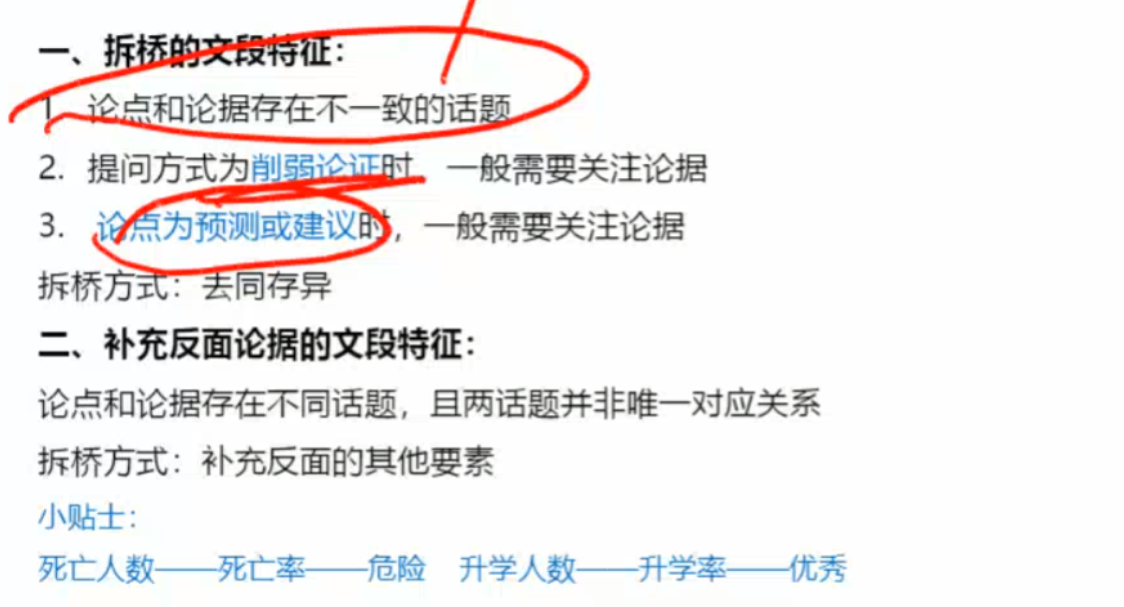 一、拆桥的文段特征：
1、论点和论据存在不一致的话题
2. 提问方式为削弱论证时，一般需要关注论据
3. 论点为预测或建议时，一般需要关注论据
拆桥方式：去同存异
二、补充反面论据的文段特征：
论点和论据存在不同话题，且两话题并非唯一对应关系
拆桥方式：补充反面的其他要素
小贴士：
死亡人数——死亡率——危险 升学人数——升学率——优秀